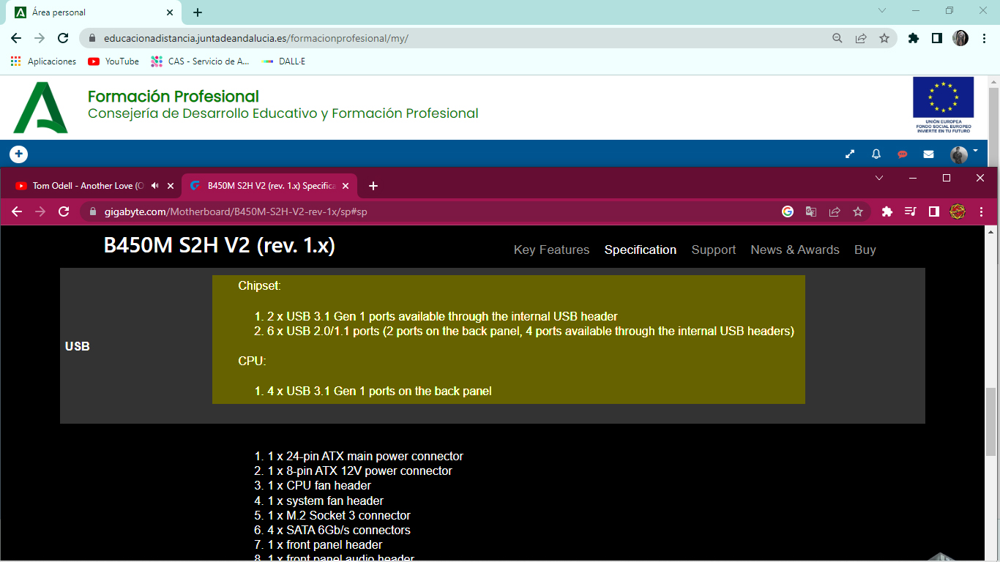 Área personal
educacionadistancia.juntadeandalucia.es/formacionprofesional/my/
Aplicaciones
YouTube
CAS - Servicio de A...
DALL·E
Formación Profesional
Consejería de Desarrollo Educativo y Formación Profesional
UNIÓN EUROPEA
FONDO SOCIAL EUROPEO
INVIERTE EN TU FUTURO
Tom Odell - Another Love (O
B450M S2H V2 (rev. 1.x) Specifica
gigabyte.com/Motherboard/B450M-S2H-V2-rev-1x/sp#sp
B450M S2H V2 (rev. 1.x)
Key Features
Specification
Support
News & Awards
Buy
USB
Chipset:
1. 2 x USB 3.1 Gen 1 ports available through the internal USB header
2. 6 x USB 2.0/1.1 ports (2 ports on the back panel, 4 ports available through the internal USB headers)
CPU:
1. 4 x USB 3.1 Gen 1 ports on the back panel
1. 1 x 24-pin ATX main power connector
2. 1 x 8-pin ATX 12V power connector
3. 1 x CPU fan header
4. 1 x system fan header
5. 1 x M.2 Socket 3 connector
6. 4 x SATA 6Gb/s connectors
7. 1 x front panel header
8. 1 x front panel audio header